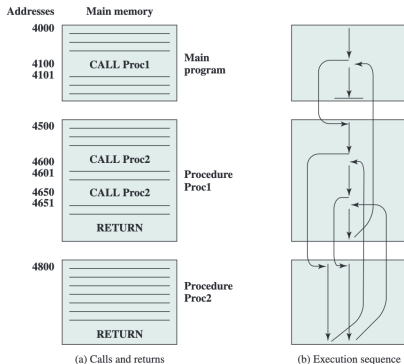 Addresses Main memory
4000
4100 CALL Proc1
4101
Main
program
4500
4600 CALL Proc2
4601
4650 CALL Proc2
4651
Procedure
Proc1
RETURN
4800
Procedure
Proc2
RETURN
(a) Calls and returns
(b) Execution sequence